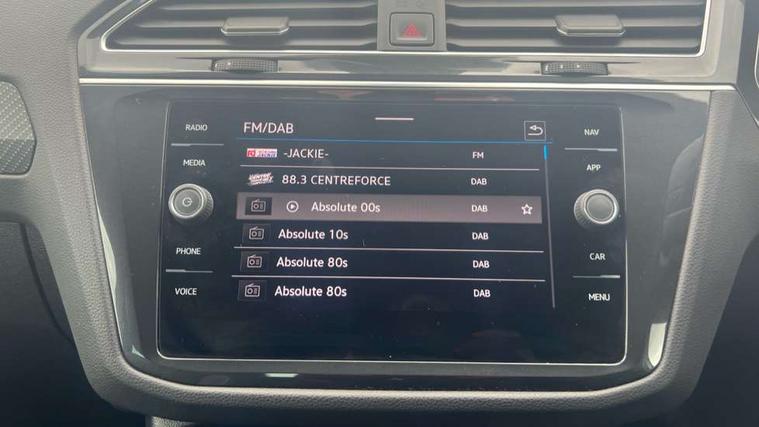 RADIO
MEDIA
PHONE
VOICE
FM/DAB
-JACKIE- FM
88.3 CENTREFORCE DAB
Absolute 00s DAB
Absolute 10s DAB
Absolute 80s DAB
Absolute 80s DAB
NAV
APP
CAR
MENU